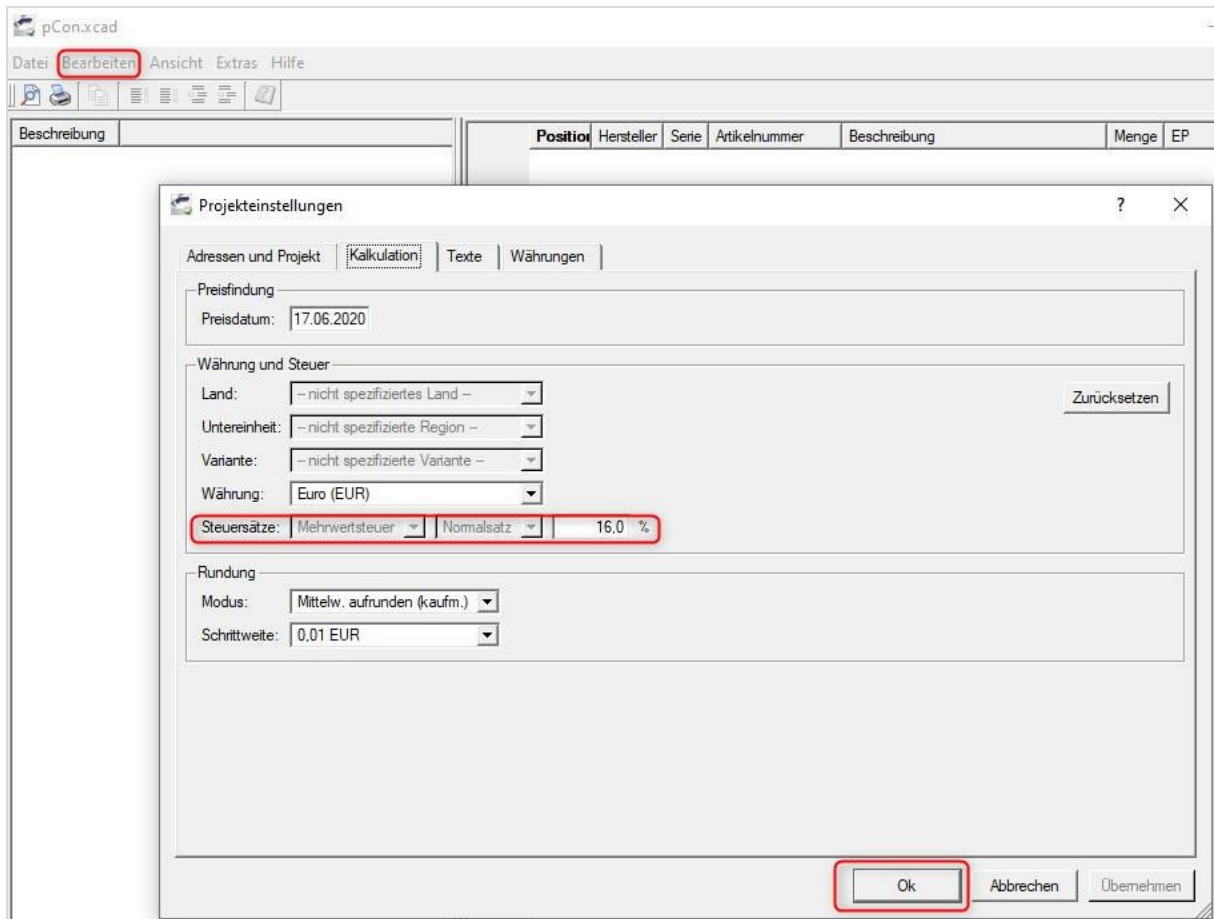 pCon.xcad
Datei Bearbeiten Ansicht Extras Hilfe
Beschreibung
Position Hersteller Serie Artikelnummer Beschreibung Menge EP
Projekteinstellungen ?
Adressen und Projekt Kalkulation Texte Währungen
Preisfindung
Preisdatum: 17.06.2020
Währung und Steuer
Land: -- nicht spezifiziertes Land -- Zurücksetzen
Untereinheit: -- nicht spezifizierte Region --
Variante: -- nicht spezifizierte Variante --
Währung: Euro (EUR)
Steuersätze: Mehrwertsteuer Normalsatz 16,0 %
Rundung
Modus: Mittelw. aufrunden (kaufm.)
Schrittweite: 0,01 EUR
Ok Abbrechen Übernehmen